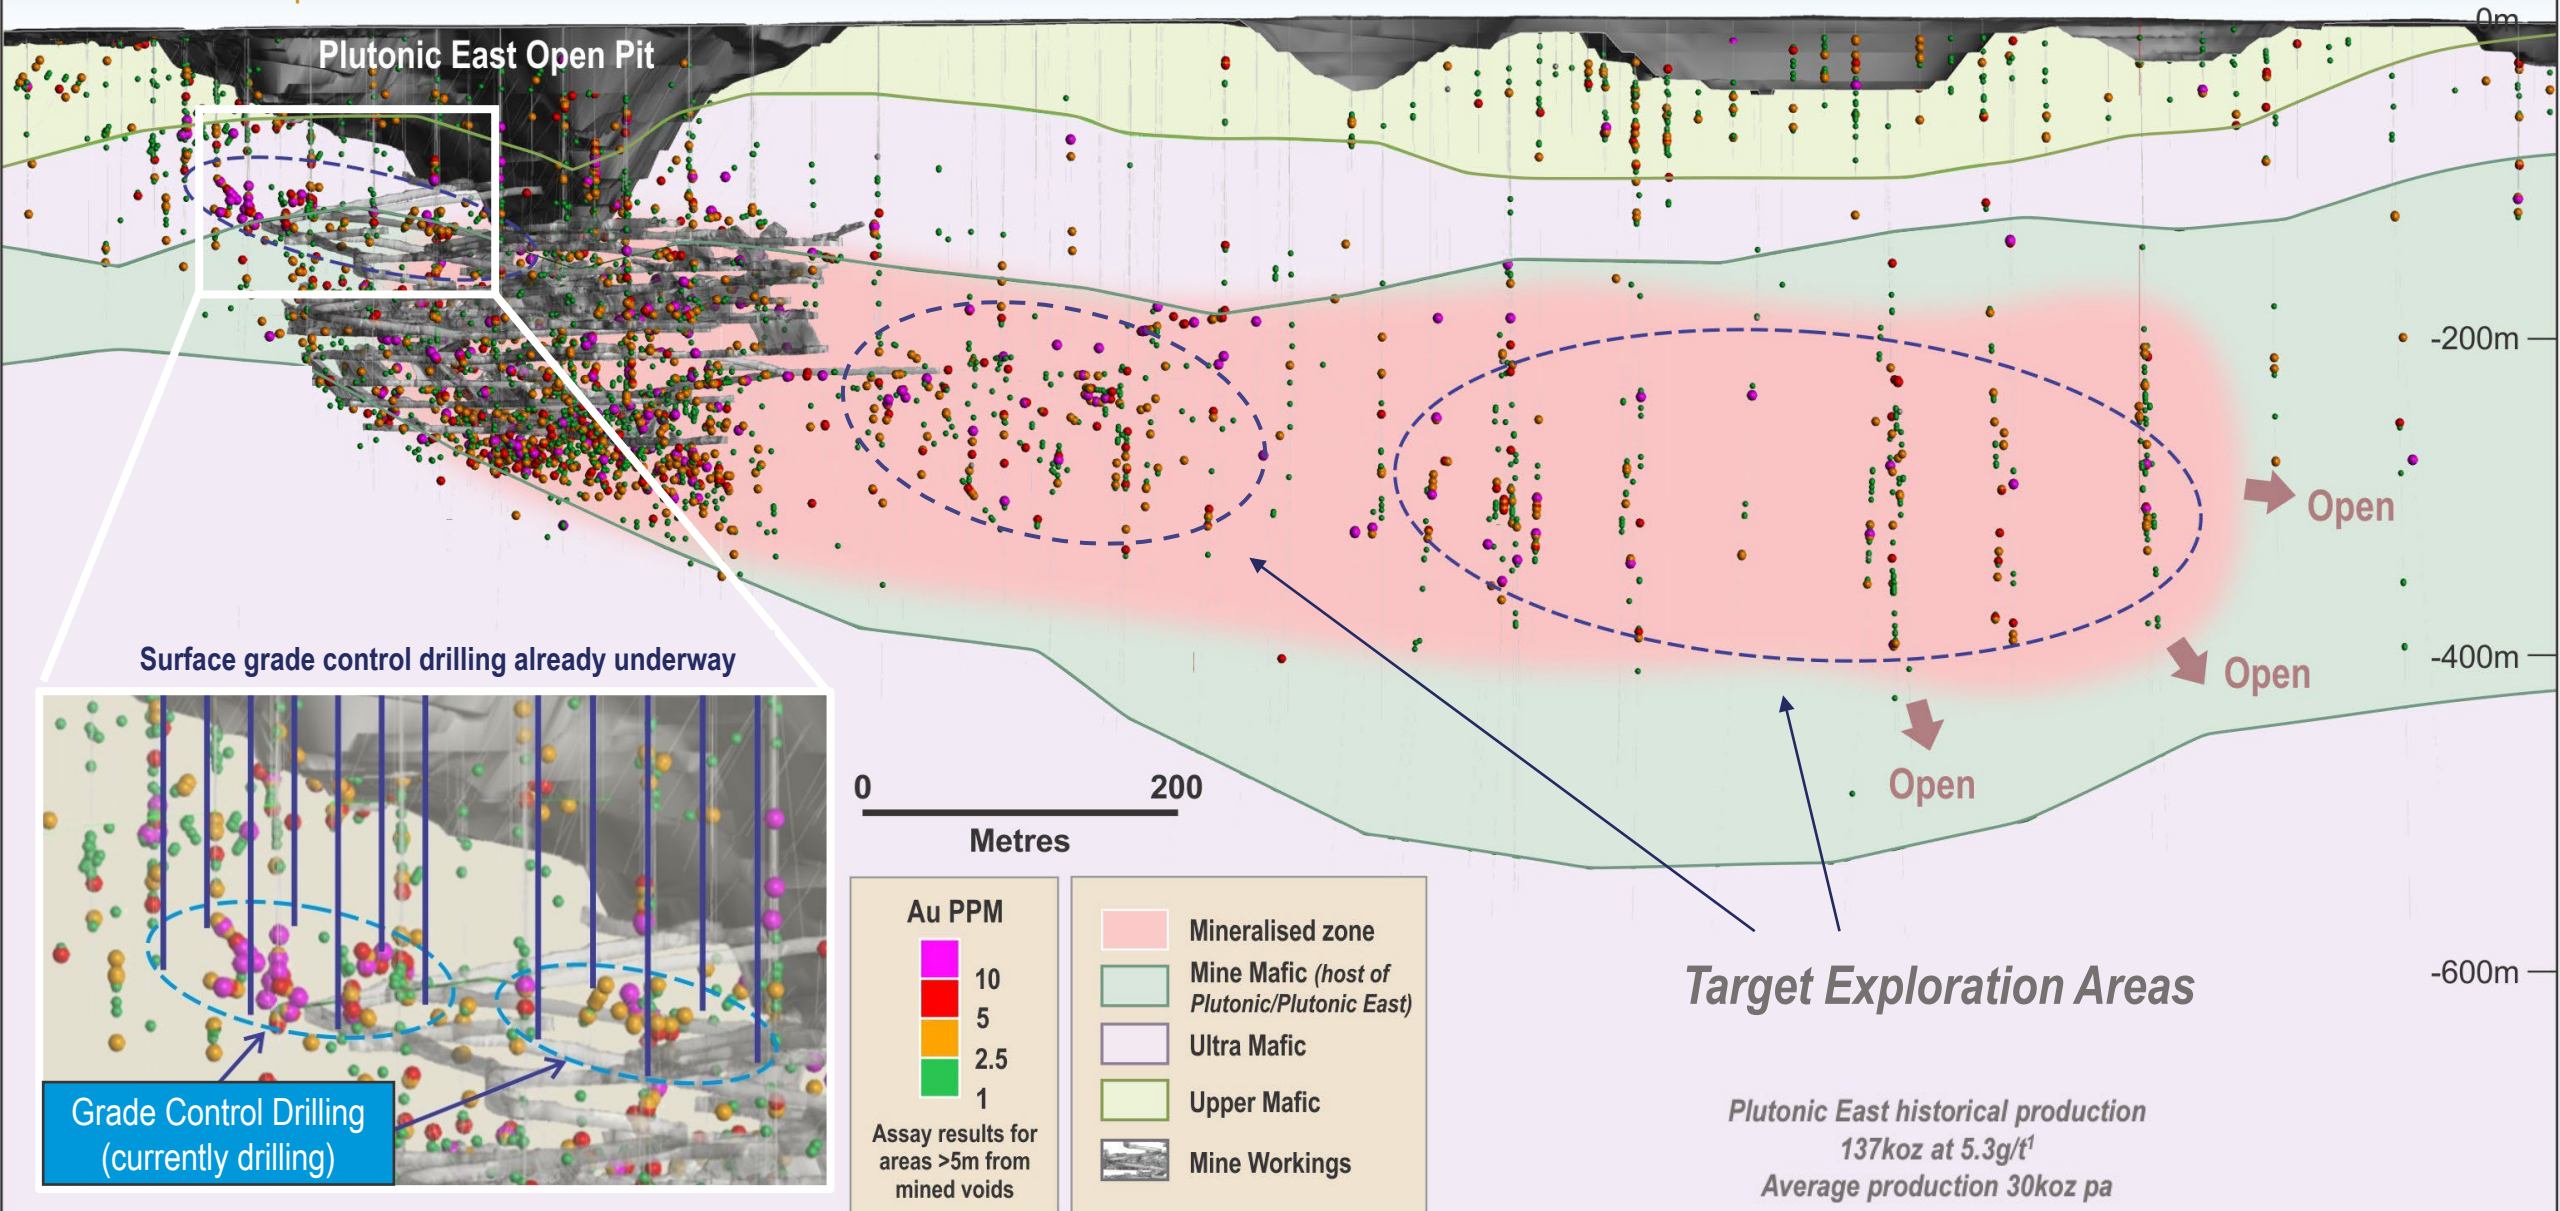 Plutonic East Open Pit
0m
-200m
Open
-400m
Open
Open
Surface grade control drilling already underway
0 200
Metres
-600m
Target Exploration Areas
Au PPM
10
5
2.5
1
Assay results for
areas >5m from
mined voids
Mineralised zone
Mine Mafic (host of
Plutonic/Plutonic East)
Ultra Mafic
Upper Mafic
Mine Workings
Grade Control Drilling
(currently drilling)
Plutonic East historical production
137koz at 5.3g/t¹
Average production 30koz pa